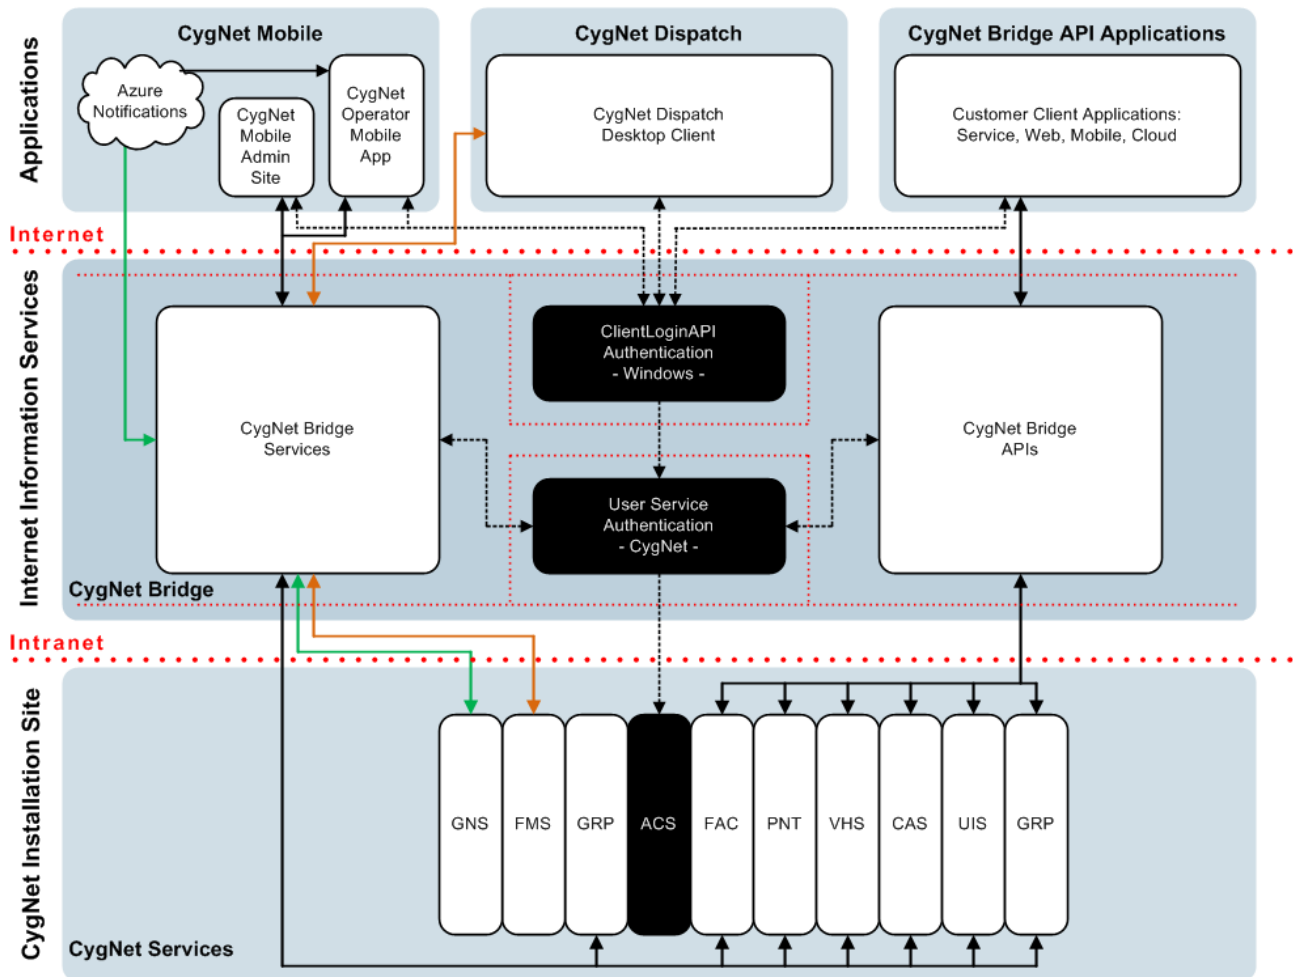 Applications
CygNet Mobile
Azure
Notifications
CygNet
Mobile
Admin
Site
CygNet
Operator
Mobile
App
CygNet Dispatch
CygNet Dispatch
Desktop Client
CygNet Bridge API Applications
Customer Client Applications:
Service, Web, Mobile, Cloud
Internet
Internet Information Services
CygNet Bridge
Services
ClientLoginAPI
Authentication
- Windows -
User Service
Authentication
- CygNet -
CygNet Bridge
APIs
CygNet Bridge
Intranet
CygNet Installation Site
GNS
FMS
GRP
ACS
FAC
PNT
VHS
CAS
UIS
GRP
CygNet Services